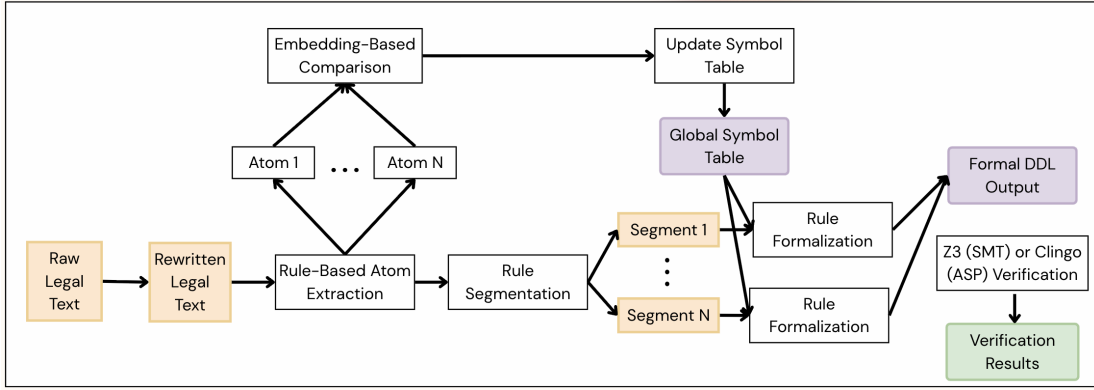 Embedding-Based
Comparison
Update Symbol
Table
Global Symbol
Table
Atom 1
...
Atom N
Formal DDL
Output
Raw
Legal
Text
Rewritten
Legal
Text
Rule-Based Atom
Extraction
Rule
Segmentation
Segment 1
Segment N
Rule
Formalization
Rule
Formalization
Z3 (SMT) or Clingo
(ASP) Verification
Verification
Results